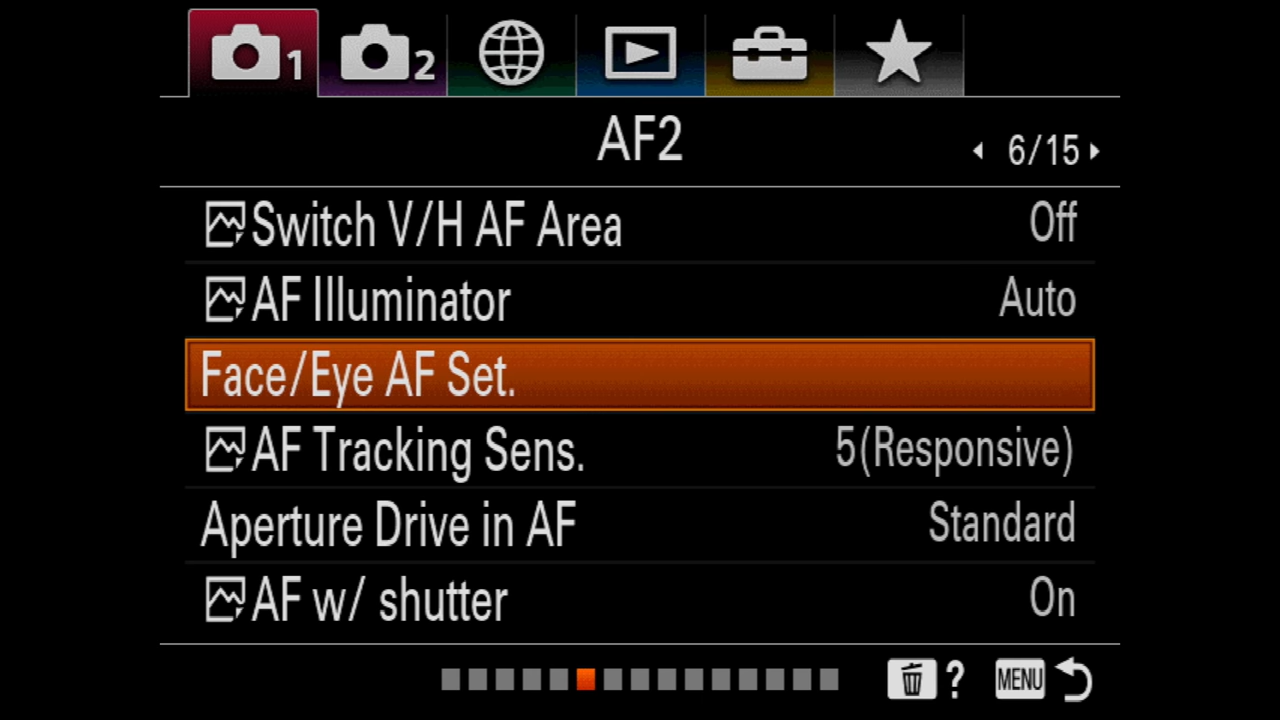 1 2
AF2 6/15
Switch V/H AF Area Off
AF Illuminator Auto
Face/Eye AF Set.
AF Tracking Sens. 5(Responsive)
Aperture Drive in AF Standard
AF w/ shutter On
? MENU